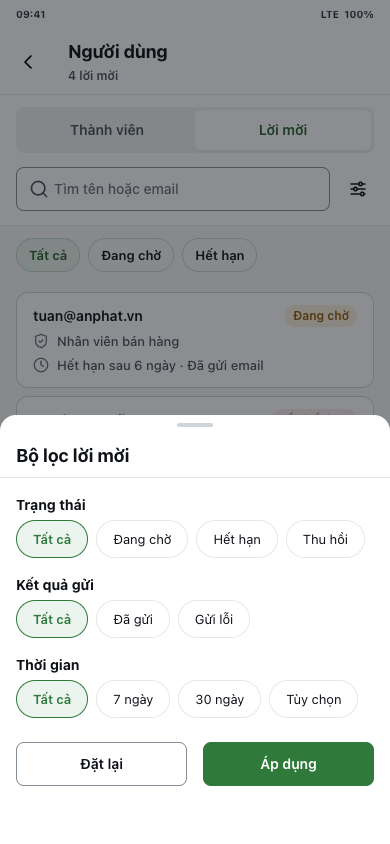 09:41
LTE 100%
Người dùng
4 lời mời
Thành viên
Lời mời
Tìm tên hoặc email
Tất cả
Đang chờ
Hết hạn
tuan@anphat.vn
Đang chờ
Nhân viên bán hàng
Hết hạn sau 6 ngày · Đã gửi email
Bộ lọc lời mời
Trạng thái
Tất cả
Đang chờ
Hết hạn
Thu hồi
Kết quả gửi
Tất cả
Đã gửi
Gửi lỗi
Thời gian
Tất cả
7 ngày
30 ngày
Tùy chọn
Đặt lại
Áp dụng